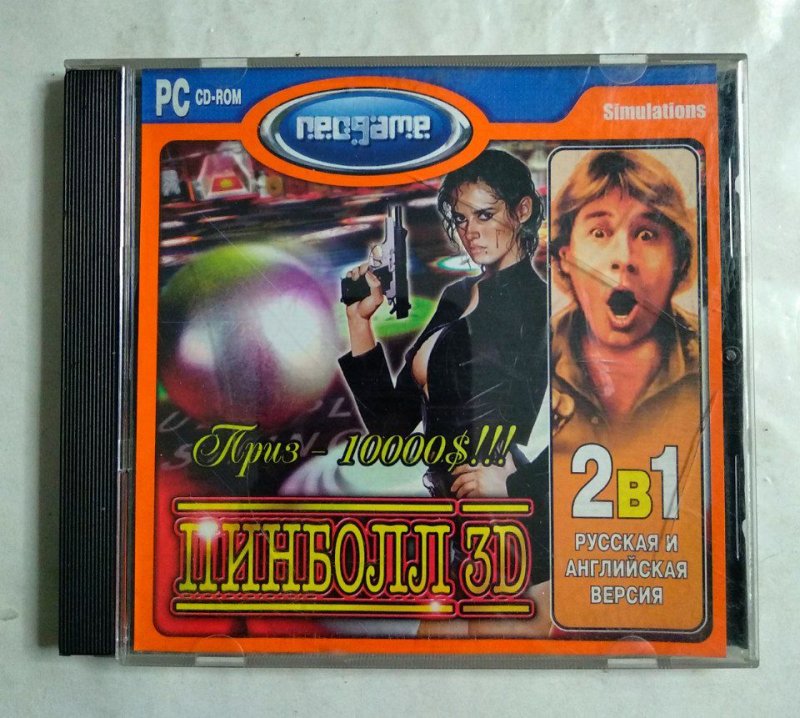 PC CD-ROM
neogame
Simulations
Приз - 10000$!!!
ПИНБОЛЛ 3D
2в1
РУССКАЯ И
АНГЛИЙСКАЯ
ВЕРСИЯ